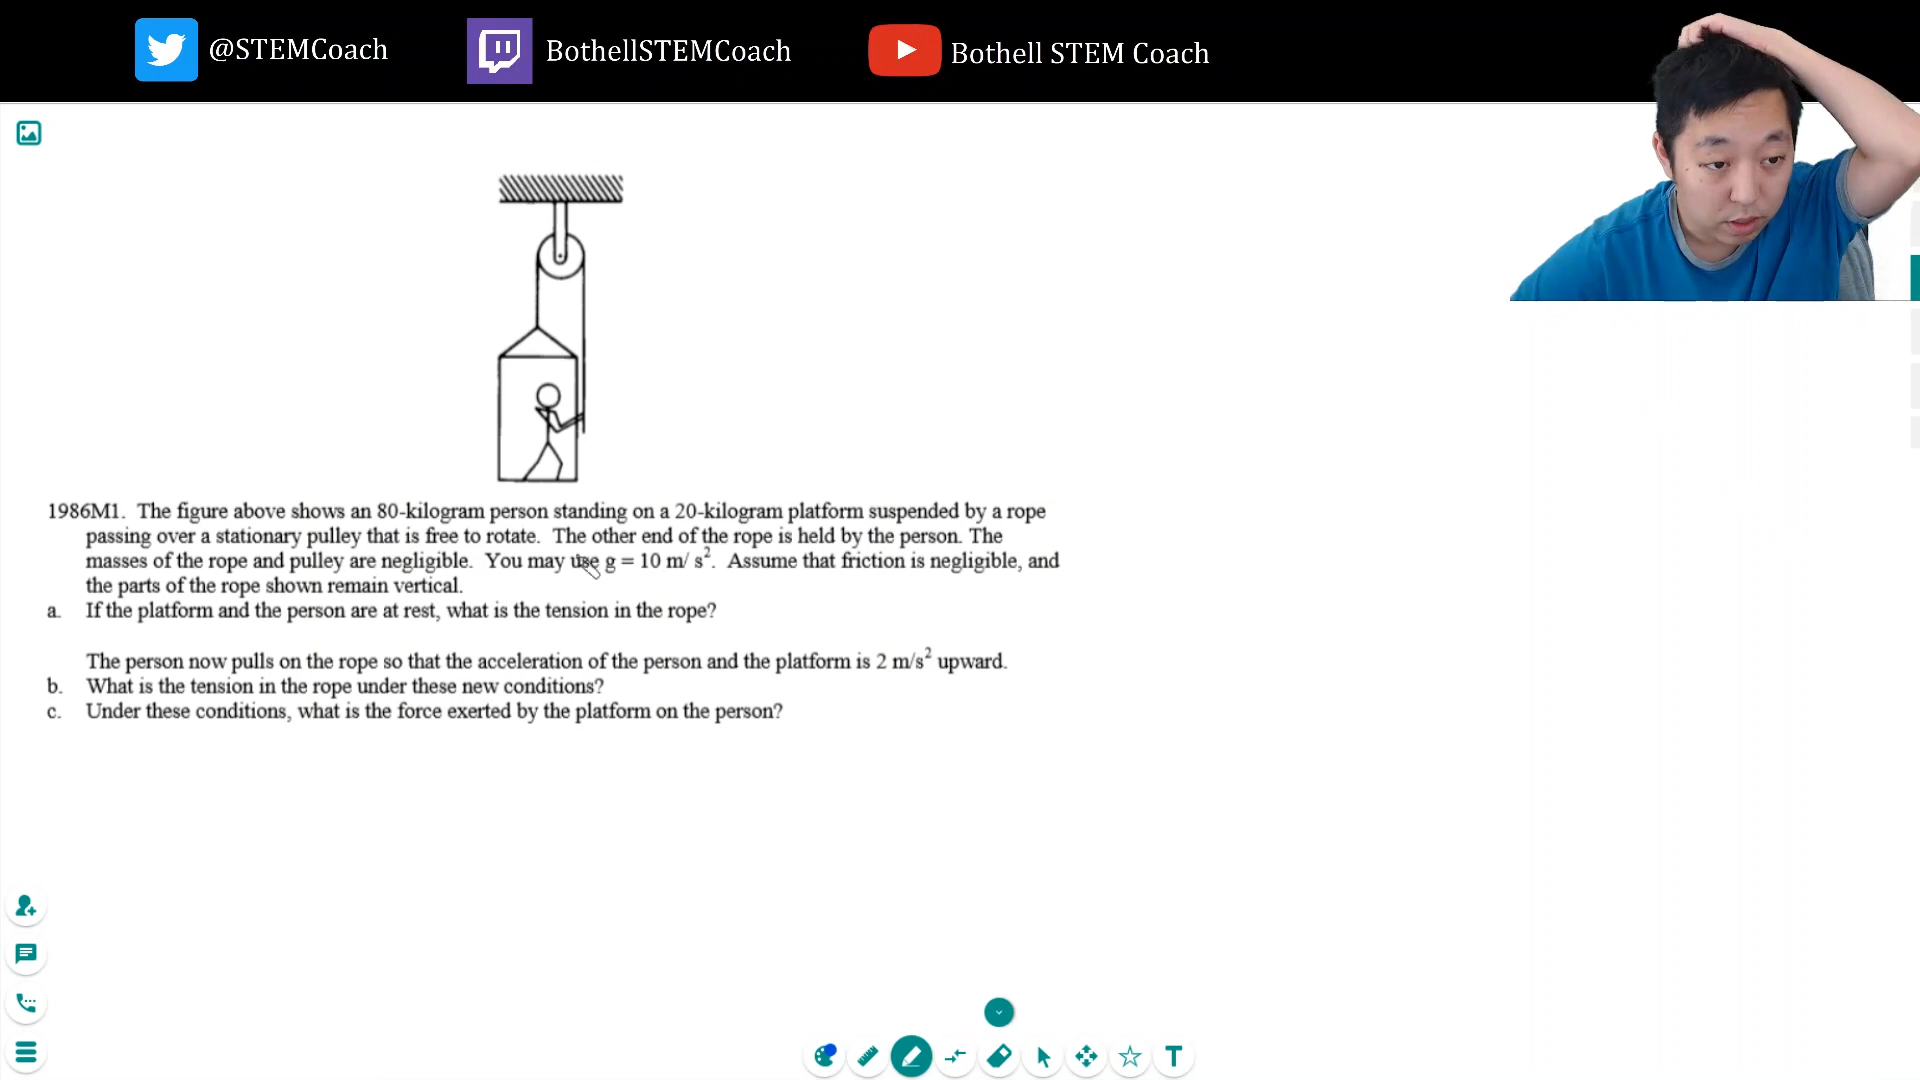 @STEMCoach
BothellSTEMCoach
Bothell STEM Coach
1986M1. The figure above shows an 80-kilogram person standing on a 20-kilogram platform suspended by a rope
passing over a stationary pulley that is free to rotate. The other end of the rope is held by the person. The
masses of the rope and pulley are negligible. You may use g = 10 m/ s². Assume that friction is negligible, and
the parts of the rope shown remain vertical.
a. If the platform and the person are at rest, what is the tension in the rope?
The person now pulls on the rope so that the acceleration of the person and the platform is 2 m/s² upward.
b. What is the tension in the rope under these new conditions?
c. Under these conditions, what is the force exerted by the platform on the person?
T